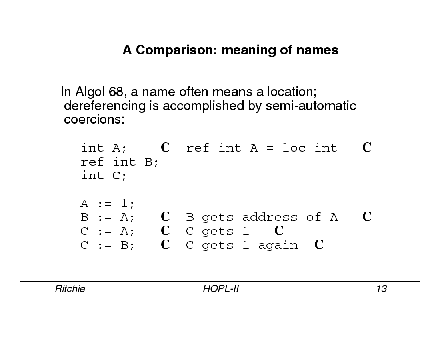 A Comparison: meaning of names
In Algol 68, a name often means a location;
dereferencing is accomplished by semi-automatic
coercions:
int A; C ref int A = loc int C
ref int B;
int C;
A := 1;
B := A; C B gets address of A C
C := A; C C gets 1 C
C := B; C C gets 1 again C
Ritchie HOPL-II 13